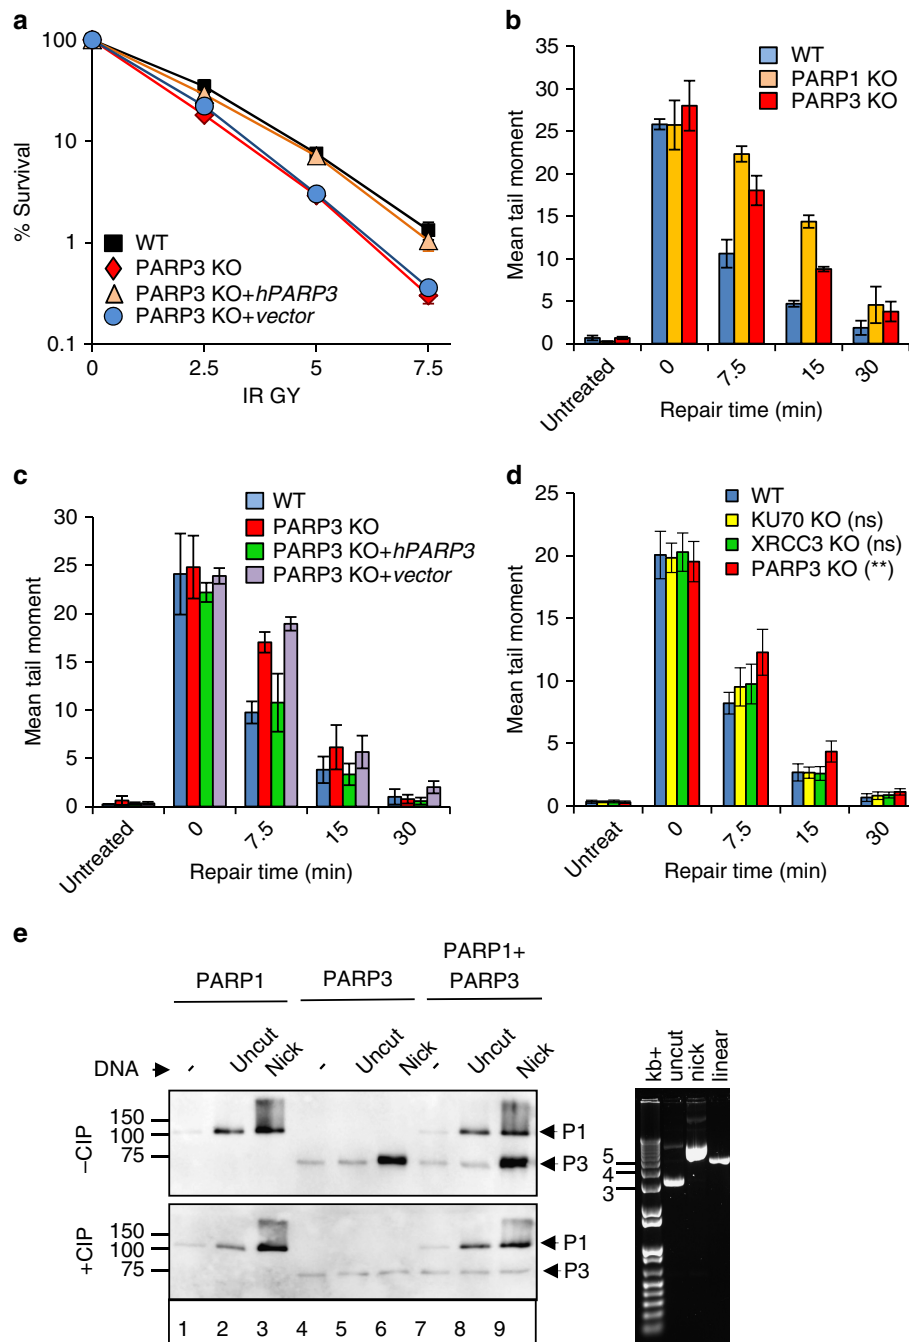 a
100
10
1
0.1
% Survival
WT
PARP3 KO
PARP3 KO+hPARP3
PARP3 KO+vector
0
2.5
5
7.5
IR GY
b
35
30
25
20
15
10
5
0
Mean tail moment
WT
PARP1 KO
PARP3 KO
Untreated
0
7.5
15
30
Repair time (min)
c
30
25
20
15
10
5
0
Mean tail moment
WT
PARP3 KO
PARP3 KO+hPARP3
PARP3 KO+vector
Untreated
0
7.5
15
30
Repair time (min)
d
25
20
15
10
5
0
Mean tail moment
WT
KU70 KO (ns)
XRCC3 KO (ns)
PARP3 KO (**)
Untreat
0
7.5
15
30
Repair time (min)
e
PARP1
PARP3
PARP1+
PARP3
DNA
- Uncut Nick - Uncut Nick - Uncut Nick
–CIP
150
100
75
P1
P3
+CIP
150
100
75
P1
P3
1 2 3 4 5 6 7 8 9
kb+
uncut
nick
linear
5
4
3